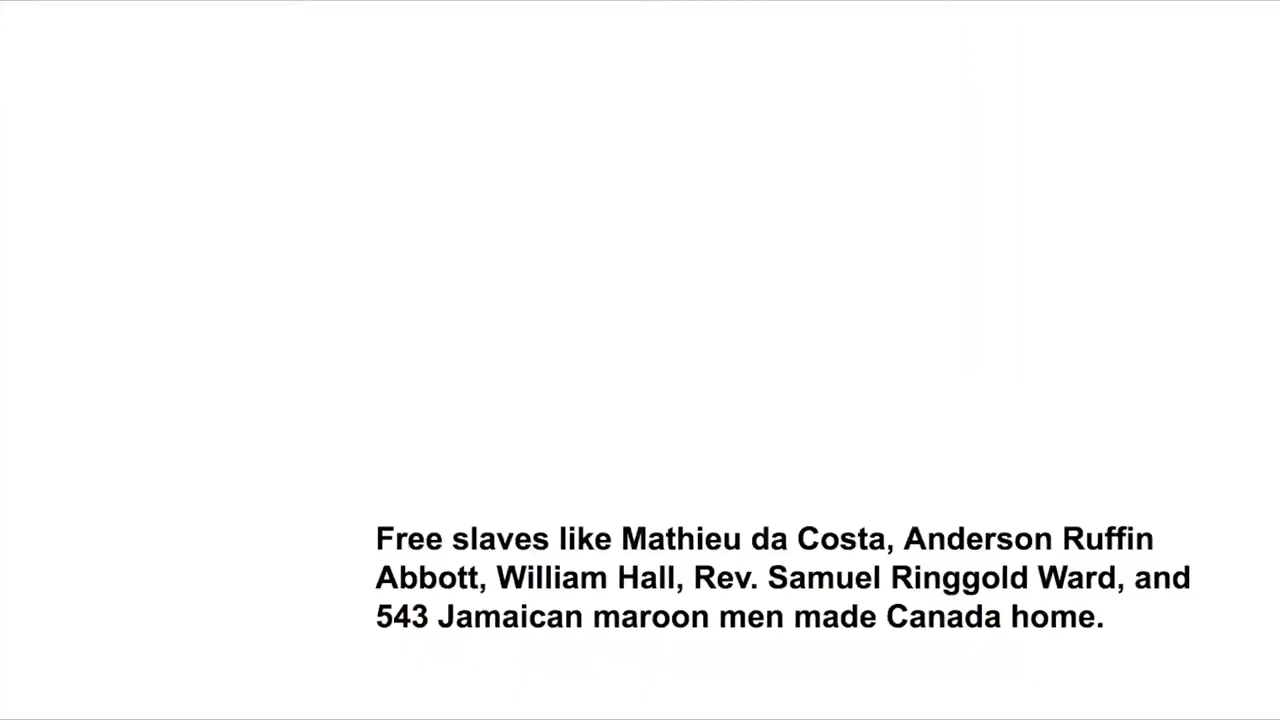 Free slaves like Mathieu da Costa, Anderson Ruffin
Abbott, William Hall, Rev. Samuel Ringgold Ward, and
543 Jamaican maroon men made Canada home.